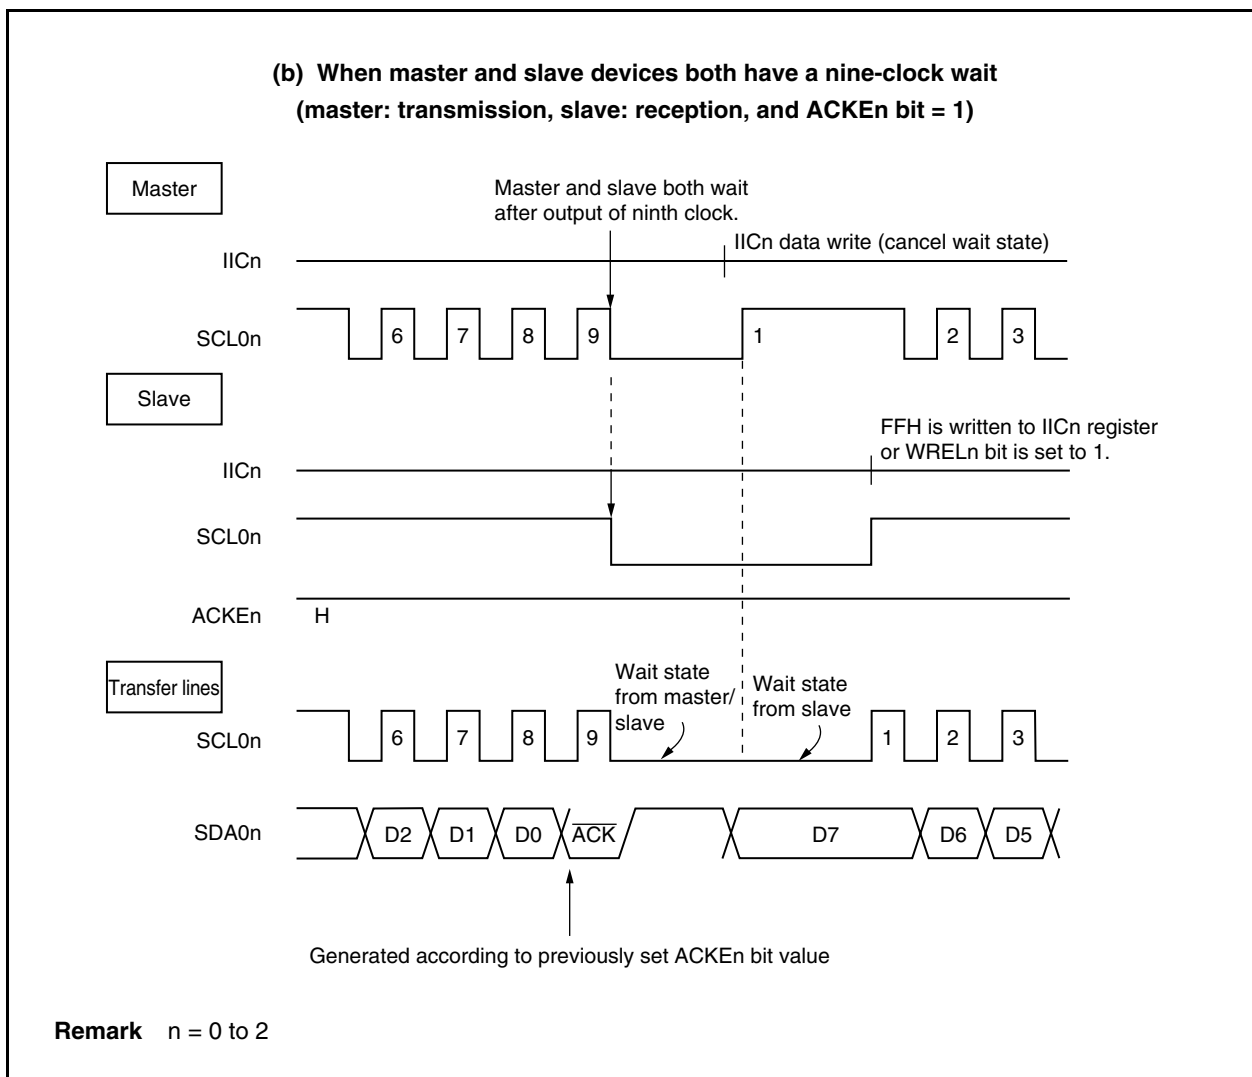 (b) When master and slave devices both have a nine-clock wait
(master: transmission, slave: reception, and ACKEn bit = 1)
Master
Master and slave both wait
after output of ninth clock.
IICn data write (cancel wait state)
IICn
SCL0n
6 7 8 9 1 2 3
Slave
FFH is written to IICn register
or WRELn bit is set to 1.
IICn
SCL0n
ACKEn H
Transfer lines
Wait state
from master/
slave
Wait state
from slave
SCL0n
6 7 8 9 1 2 3
SDA0n
D2 D1 D0 ACK D7 D6 D5
Generated according to previously set ACKEn bit value
Remark n = 0 to 2